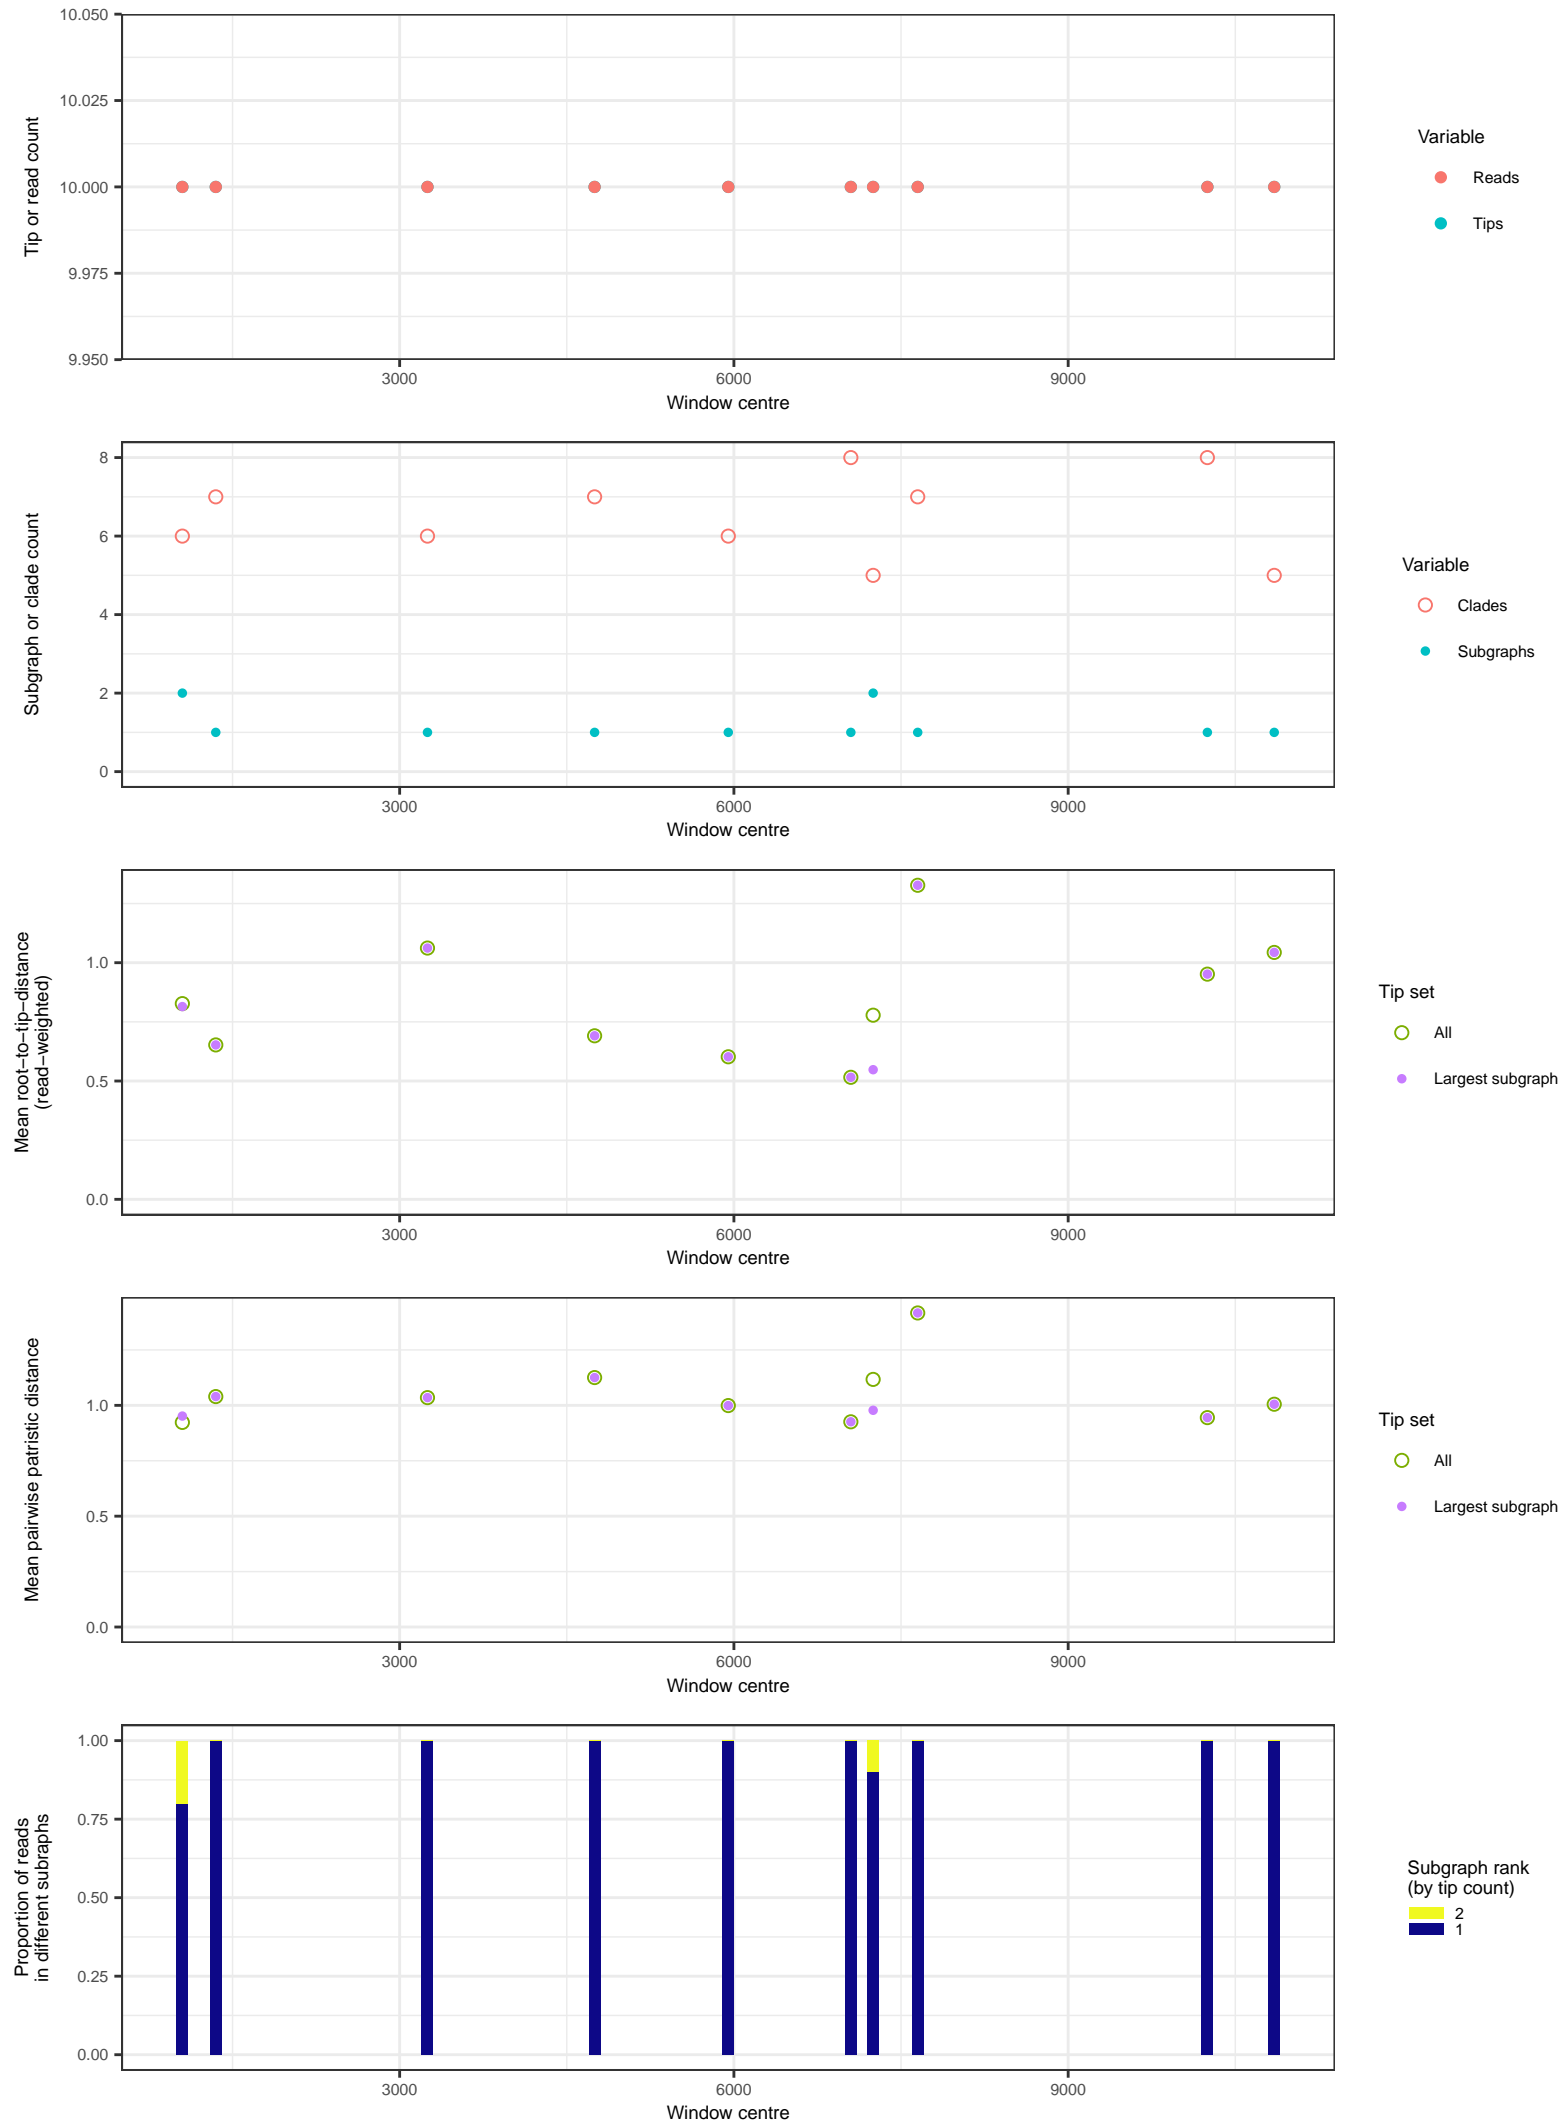 10.050
10.025
10.000
9.975
9.950
Tip or read count
3000 6000 9000
Window centre
Variable
Reads
Tips
8
6
4
2
0
Subgraph or clade count
3000 6000 9000
Window centre
Variable
Clades
Subgraphs
1.0
0.5
0.0
Mean root−to−tip−distance
(read−weighted)
3000 6000 9000
Window centre
Tip set
All
Largest subgraph
1.0
0.5
0.0
Mean pairwise patristic distance
3000 6000 9000
Window centre
Tip set
All
Largest subgraph
1.00
0.75
0.50
0.25
0.00
Proportion of reads
in different subraphs
3000 6000 9000
Window centre
Subgraph rank
(by tip count)
2
1